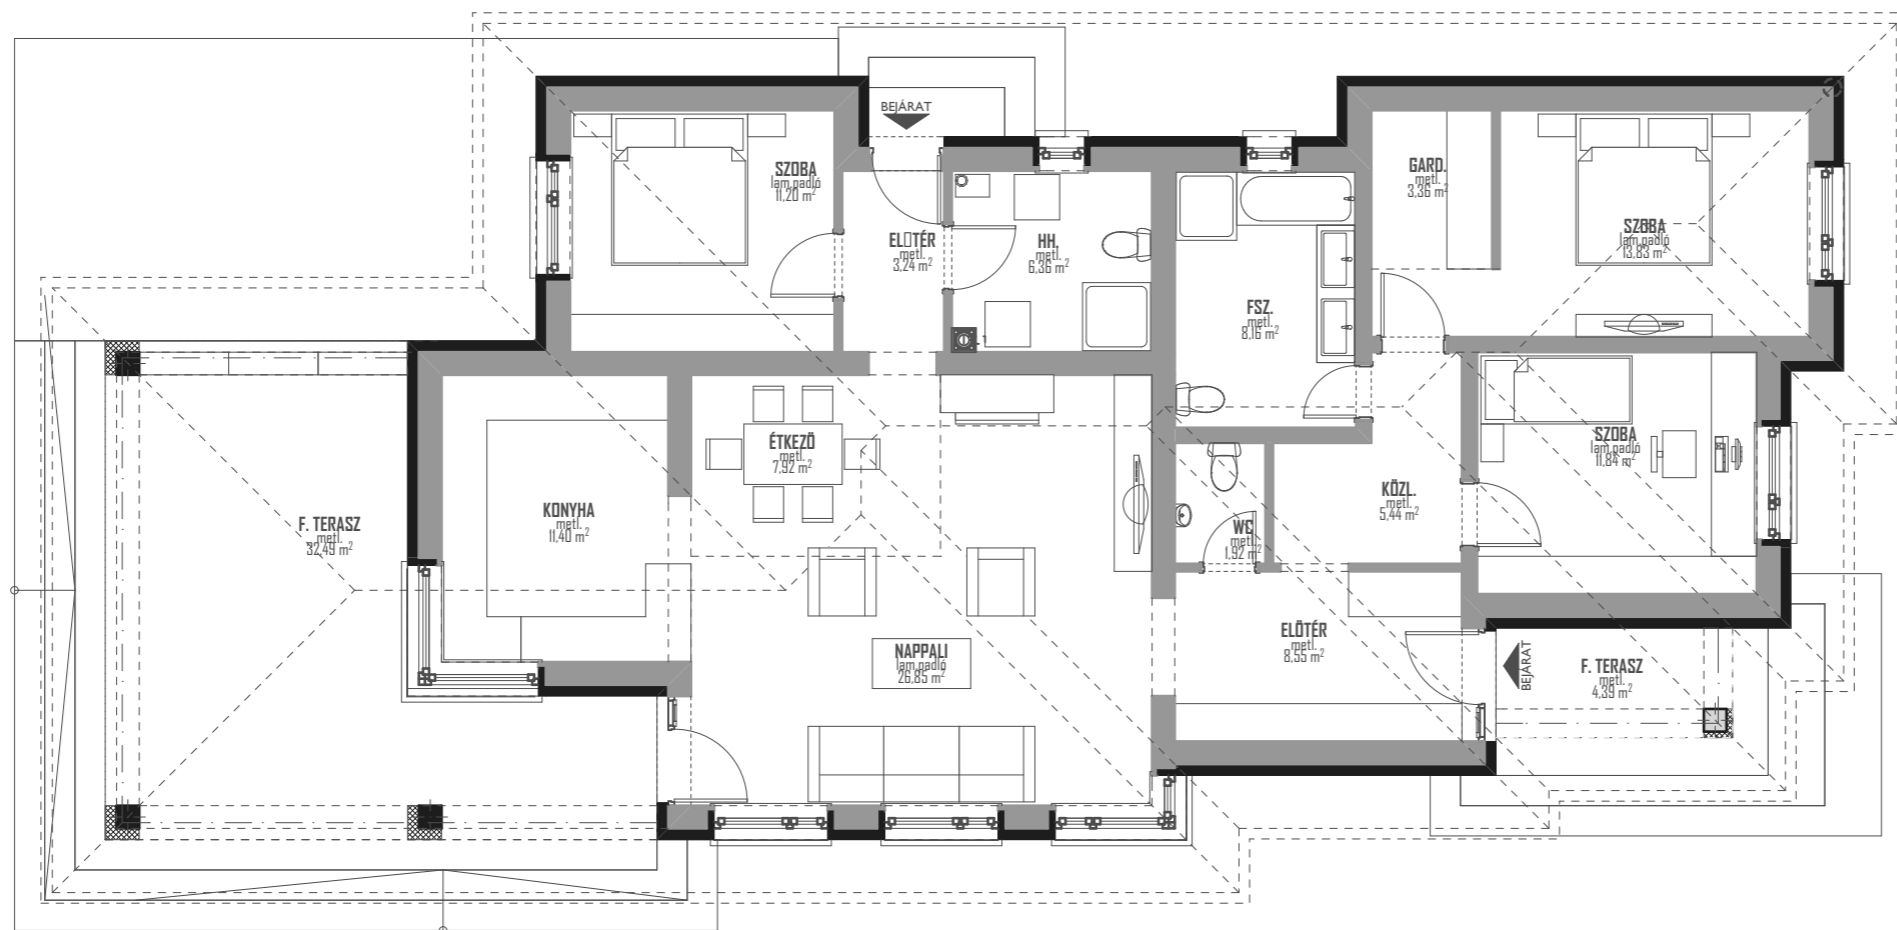 BEJÁRAT
SZOBA
lam.padló
11,20 m²
EL□TÉR
metl.
3,24 m²
HH.
metl.
6,36 m²
GARD.
metl.
3,36 m²
SZOBA
lam.padló
13,83 m²
FSZ.
metl.
8,16 m²
SZOBA
lam.padló
11,84 m²
ÉTKEZŐ
metl.
7,92 m²
KONYHA
metl.
11,40 m²
F. TERASZ
metl.
32,49 m²
KÖZL.
metl.
5,44 m²
WC
metl.
1,92 m²
NAPPALI
lam.padló
26,85 m²
ELŐTÉR
metl.
8,55 m²
BEJÁRAT
F. TERASZ
metl.
4,39 m²